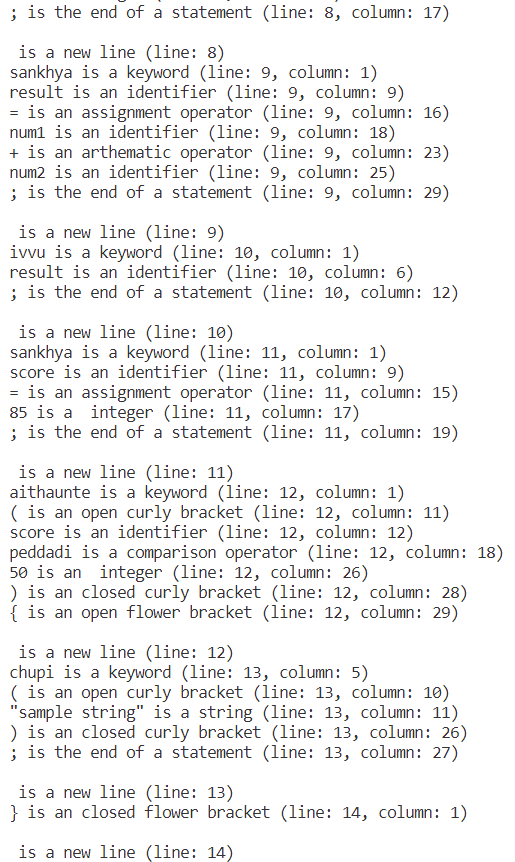 ; is the end of a statement (line: 8, column: 17)
is a new line (line: 8)
sankhya is a keyword (line: 9, column: 1)
result is an identifier (line: 9, column: 9)
= is an assignment operator (line: 9, column: 16)
num1 is an identifier (line: 9, column: 18)
+ is an arthematic operator (line: 9, column: 23)
num2 is an identifier (line: 9, column: 25)
; is the end of a statement (line: 9, column: 29)
is a new line (line: 9)
ivvu is a keyword (line: 10, column: 1)
result is an identifier (line: 10, column: 6)
; is the end of a statement (line: 10, column: 12)
is a new line (line: 10)
sankhya is a keyword (line: 11, column: 1)
score is an identifier (line: 11, column: 9)
= is an assignment operator (line: 11, column: 15)
85 is a  integer (line: 11, column: 17)
; is the end of a statement (line: 11, column: 19)
is a new line (line: 11)
aithaunte is a keyword (line: 12, column: 1)
( is an open curly bracket (line: 12, column: 11)
score is an identifier (line: 12, column: 12)
peddadi is a comparison operator (line: 12, column: 18)
50 is an  integer (line: 12, column: 26)
) is an closed curly bracket (line: 12, column: 28)
{ is an open flower bracket (line: 12, column: 29)
is a new line (line: 12)
chupi is a keyword (line: 13, column: 5)
( is an open curly bracket (line: 13, column: 10)
"sample string" is a string (line: 13, column: 11)
) is an closed curly bracket (line: 13, column: 26)
; is the end of a statement (line: 13, column: 27)
is a new line (line: 13)
} is an closed flower bracket (line: 14, column: 1)
is a new line (line: 14)